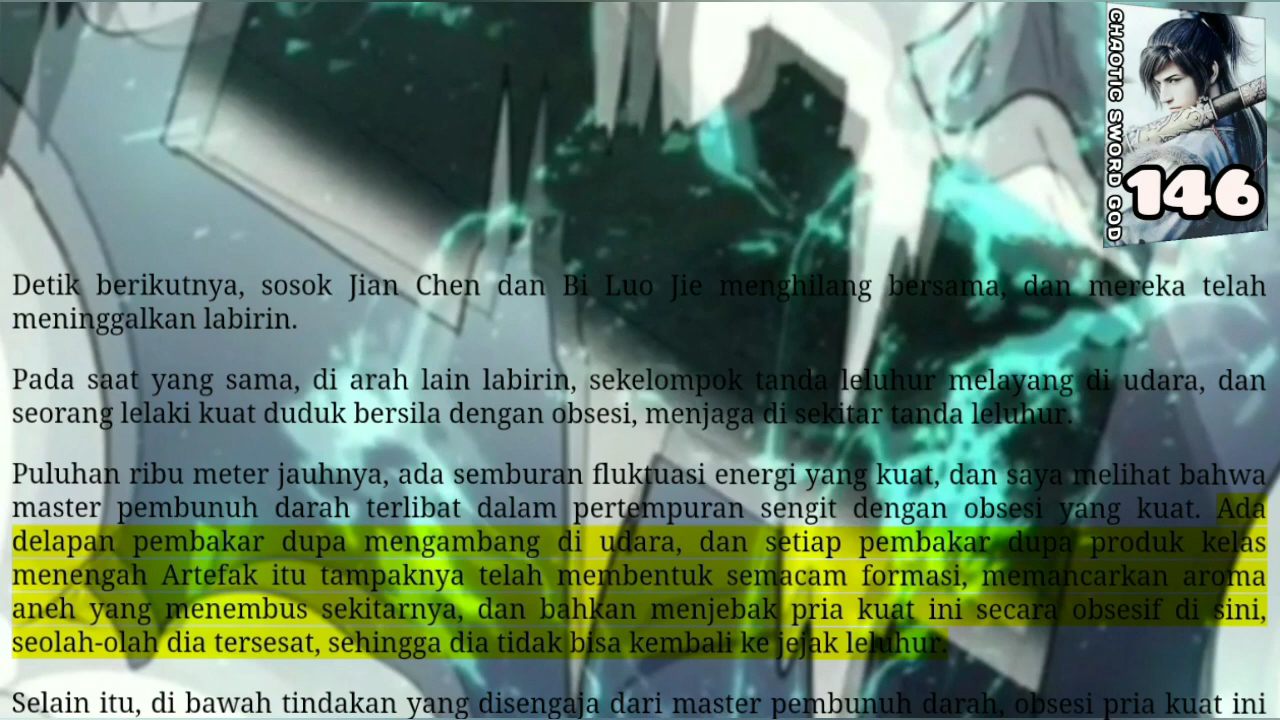 CHAOTIC SWORD GOD
146
Detik berikutnya, sosok Jian Chen dan Bi Luo Jie menghilang bersama, dan mereka telah
meninggalkan labirin.
Pada saat yang sama, di arah lain labirin, sekelompok tanda leluhur melayang di udara, dan
seorang lelaki kuat duduk bersila dengan obsesi, menjaga di sekitar tanda leluhur.
Puluhan ribu meter jauhnya, ada semburan fluktuasi energi yang kuat, dan saya melihat bahwa
master pembunuh darah terlibat dalam pertempuran sengit dengan obsesi yang kuat. Ada
delapan pembakar dupa mengambang di udara, dan setiap pembakar dupa produk kelas
menengah Artefak itu tampaknya telah membentuk semacam formasi, memancarkan aroma
aneh yang menembus sekitarnya, dan bahkan menjebak pria kuat ini secara obsesif di sini,
seolah-olah dia tersesat, sehingga dia tidak bisa kembali ke jejak leluhur.
Selain itu, di bawah tindakan yang disengaja dari master pembunuh darah, obsesi pria kuat ini